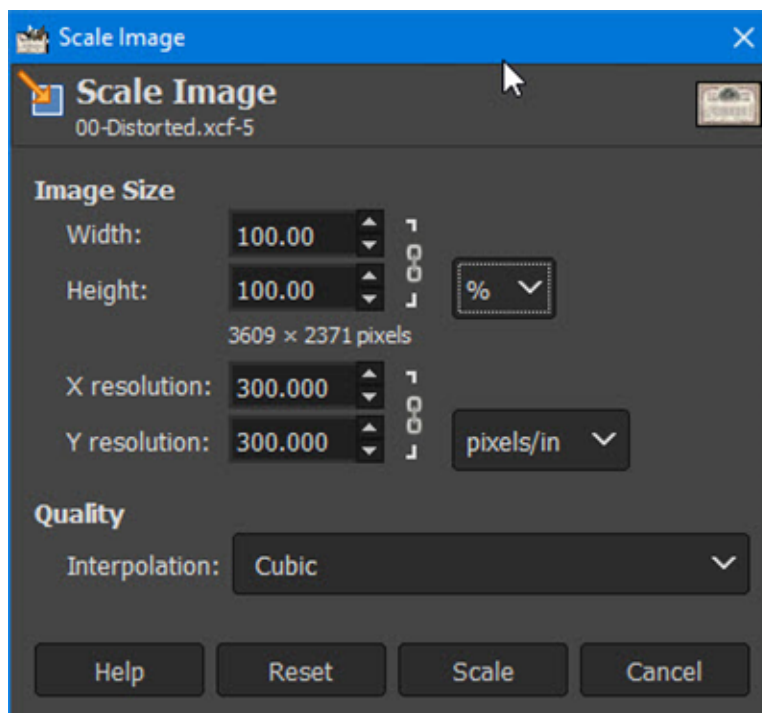 Scale Image
Scale Image
00-Distorted.xcf-5
Image Size
Width: 100.00
Height: 100.00 %
3609 × 2371 pixels
X resolution: 300.000
Y resolution: 300.000 pixels/in
Quality
Interpolation: Cubic
Help Reset Scale Cancel